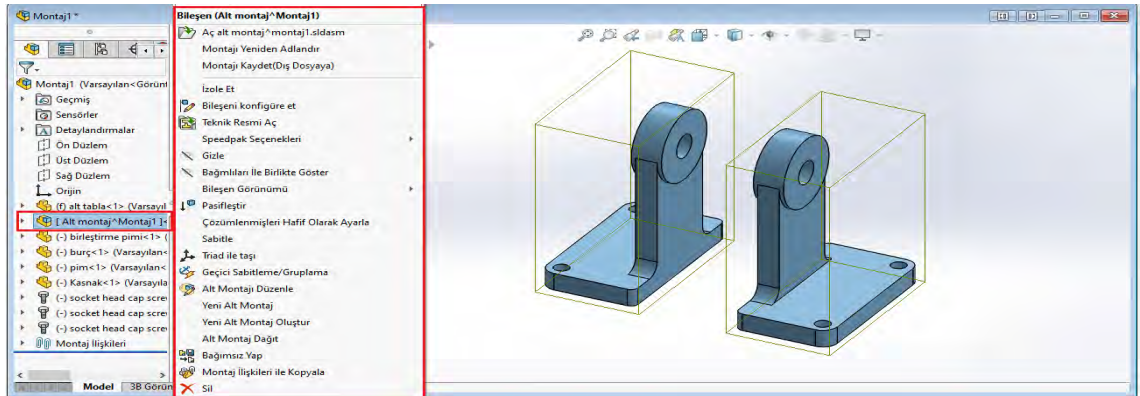 Montaj1 *
Montaj1 (Varsayılan<Görünt
Geçmiş
Sensörler
Detaylandırmalar
Ön Düzlem
Üst Düzlem
Sağ Düzlem
Orijin
(f) alt tabla<1> (Varsayıl
[ Alt montaj^Montaj1 ]<
(-) birleştirme pimi<1> (
(-) burç<1> (Varsayılan<
(-) pim<1> (Varsayılan<
(-) Kasnak<1> (Varsayıla
(-) socket head cap scre
(-) socket head cap scre
(-) socket head cap scre
Montaj İlişkileri
Model
3B Görün
Bileşen (Alt montaj^Montaj1)
Aç alt montaj^montaj1.sldasm
Montajı Yeniden Adlandır
Montajı Kaydet(Dış Dosyaya)
İzole Et
Bileşeni konfigüre et
Teknik Resmi Aç
Speedpak Seçenekleri
Gizle
Bağımlıları İle Birlikte Göster
Bileşen Görünümü
Pasifleştir
Çözümlenmişleri Hafif Olarak Ayarla
Sabitle
Triad ile taşı
Geçici Sabitleme/Gruplama
Alt Montajı Düzenle
Yeni Alt Montaj
Yeni Alt Montaj Oluştur
Alt Montaj Dağıt
Bağımsız Yap
Montaj İlişkileri ile Kopyala
Sil